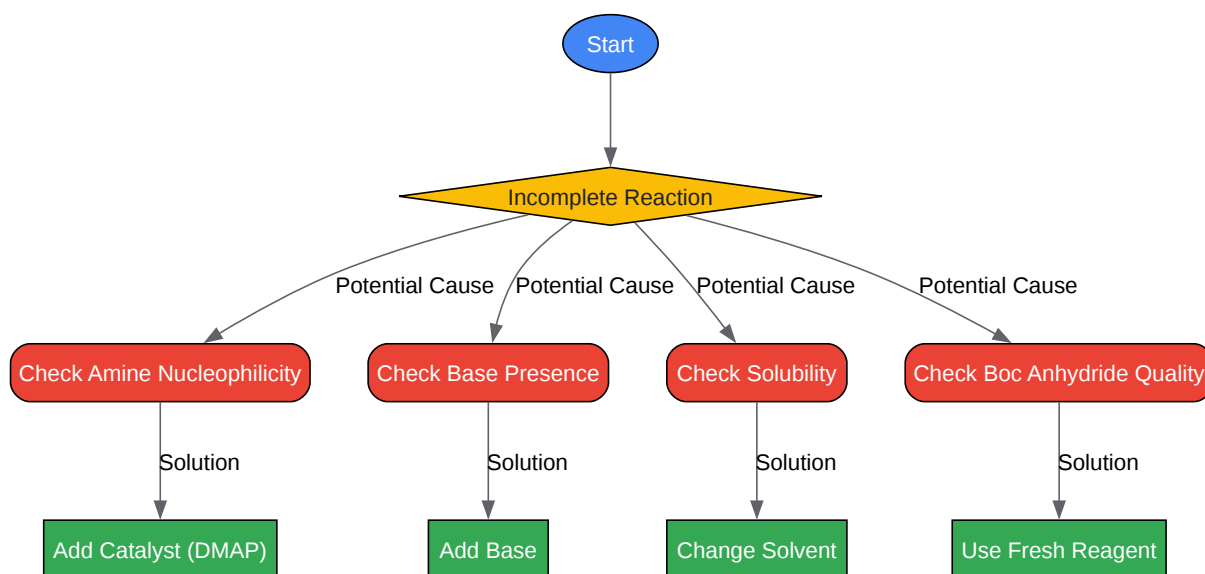 Start
Incomplete Reaction
Potential Cause
Potential Cause
Potential Cause
Potential Cause
Check Amine Nucleophilicity
Check Base Presence
Check Solubility
Check Boc Anhydride Quality
Solution
Solution
Solution
Solution
Add Catalyst (DMAP)
Add Base
Change Solvent
Use Fresh Reagent